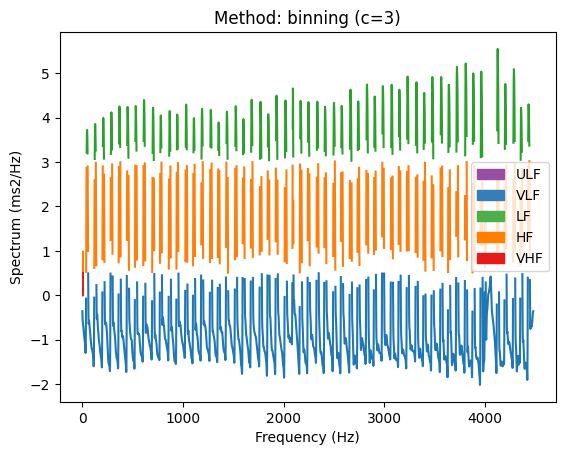 Method: binning (c=3)
Spectrum (ms2/Hz)
5
4
3
2
1
0
−1
−2
ULF
VLF
LF
HF
VHF
0 1000 2000 3000 4000
Frequency (Hz)